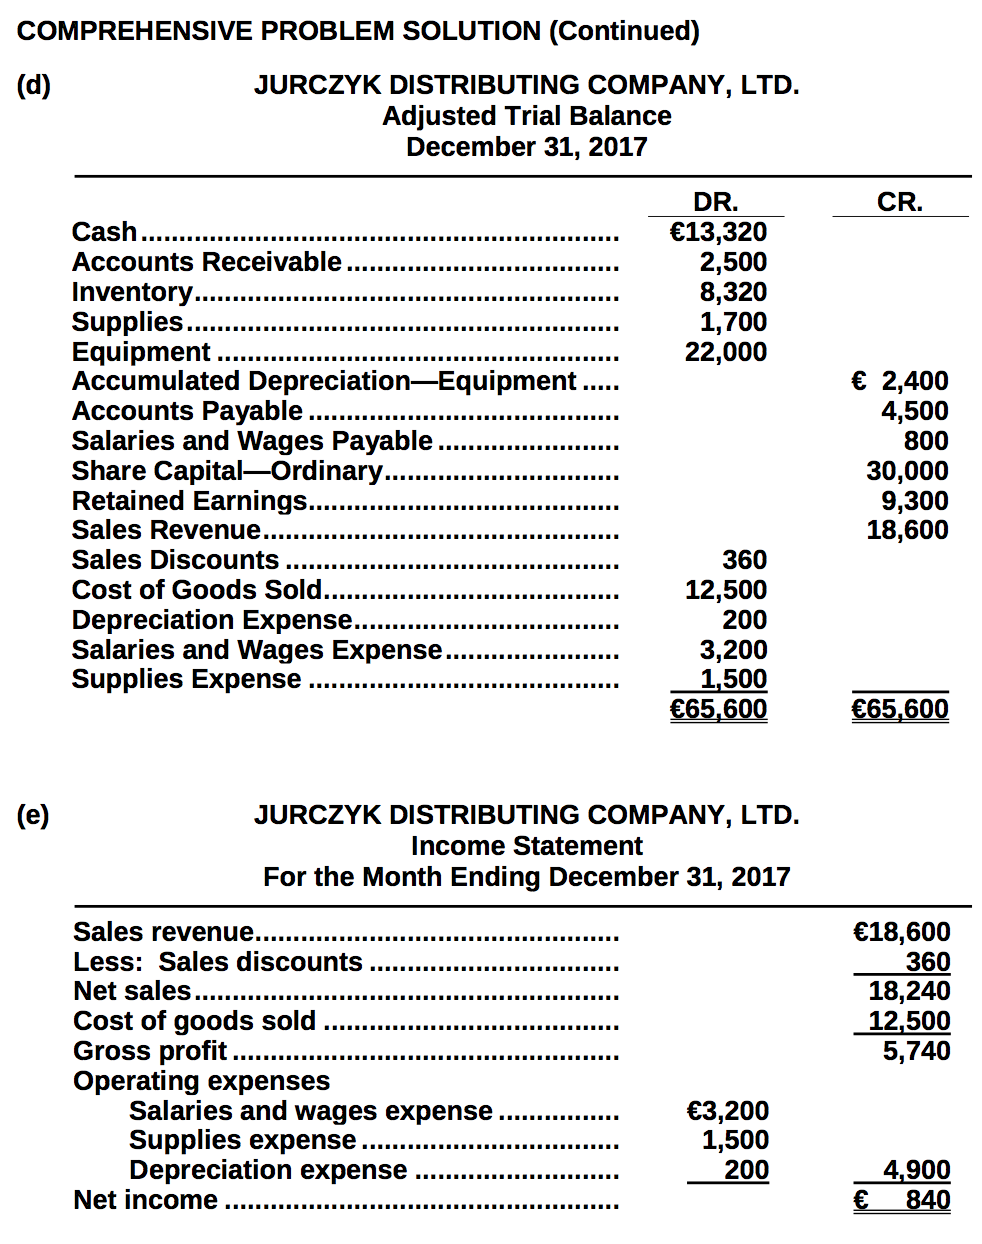 COMPREHENSIVE PROBLEM SOLUTION (Continued)
(d) JURCZYK DISTRIBUTING COMPANY, LTD.
Adjusted Trial Balance
December 31, 2017
DR. CR.
Cash ............................................................... €13,320
Accounts Receivable .................................... 2,500
Inventory........................................................ 8,320
Supplies ......................................................... 1,700
Equipment ..................................................... 22,000
Accumulated Depreciation—Equipment ..... € 2,400
Accounts Payable ......................................... 4,500
Salaries and Wages Payable ........................ 800
Share Capital—Ordinary............................... 30,000
Retained Earnings......................................... 9,300
Sales Revenue............................................... 18,600
Sales Discounts ............................................ 360
Cost of Goods Sold....................................... 12,500
Depreciation Expense................................... 200
Salaries and Wages Expense ....................... 3,200
Supplies Expense ......................................... 1,500
€65,600 €65,600
(e) JURCZYK DISTRIBUTING COMPANY, LTD.
Income Statement
For the Month Ending December 31, 2017
Sales revenue................................................ €18,600
Less: Sales discounts ................................. 360
Net sales ........................................................ 18,240
Cost of goods sold ....................................... 12,500
Gross profit ................................................... 5,740
Operating expenses
Salaries and wages expense ................ €3,200
Supplies expense .................................. 1,500
Depreciation expense ........................... 200 4,900
Net income .................................................... € 840